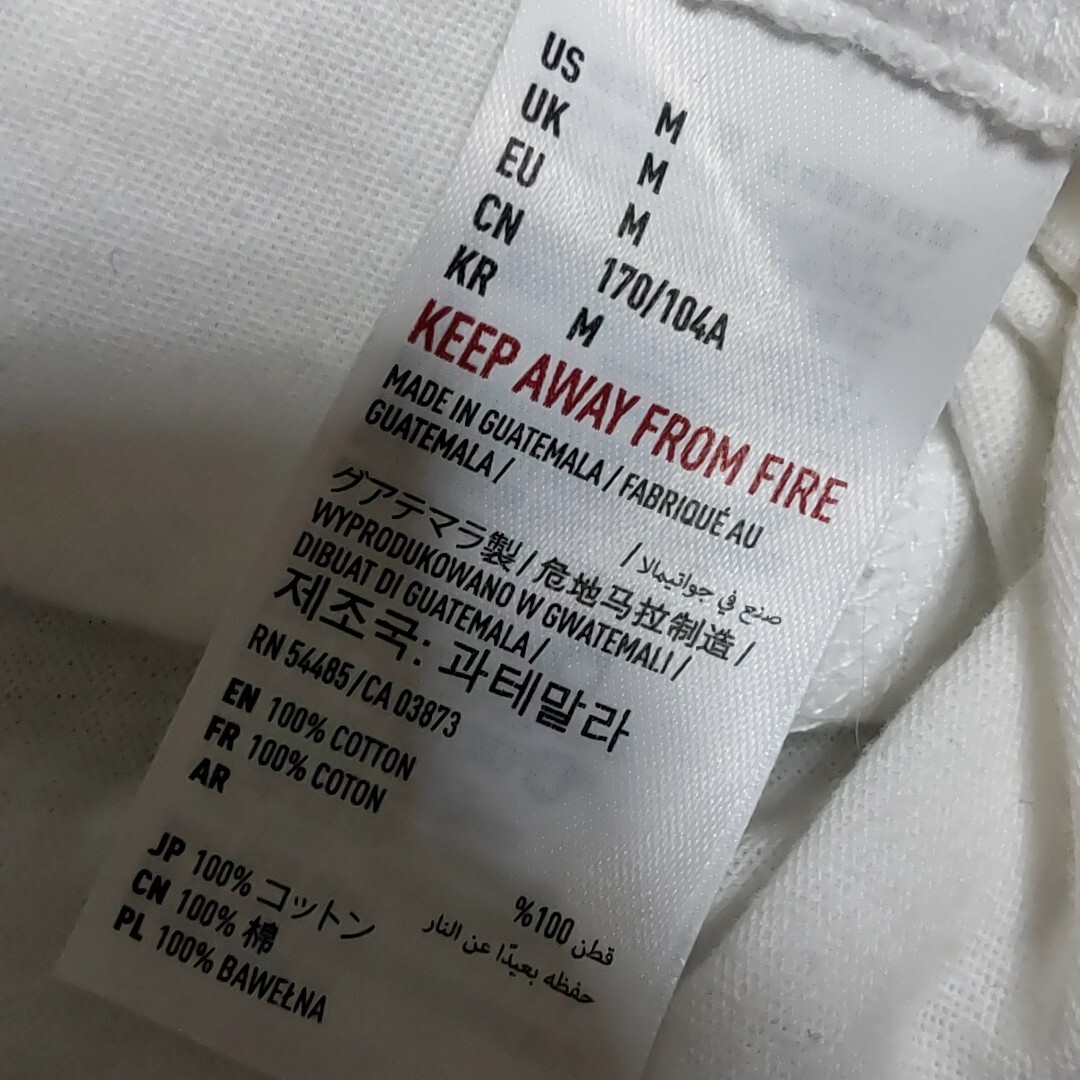 US M
UK M
EU M
CN 170/104A
KR M
KEEP AWAY FROM FIRE
MADE IN GUATEMALA / FABRIQUÉ AU
GUATEMALA /
صنع في جواتيمالا /
グアテマラ製 / 危地马拉制造 /
WYPRODUKOWANO W GWATEMALI /
DIBUAT DI GUATEMALA /
제조국: 과테말라
RN 54485 / CA 03873
EN 100% COTTON
FR 100% COTON
AR
قطن 100%
حفظه بعيدًا عن النار
JP 100% コットン
CN 100% 棉
PL 100% BAWEŁNA